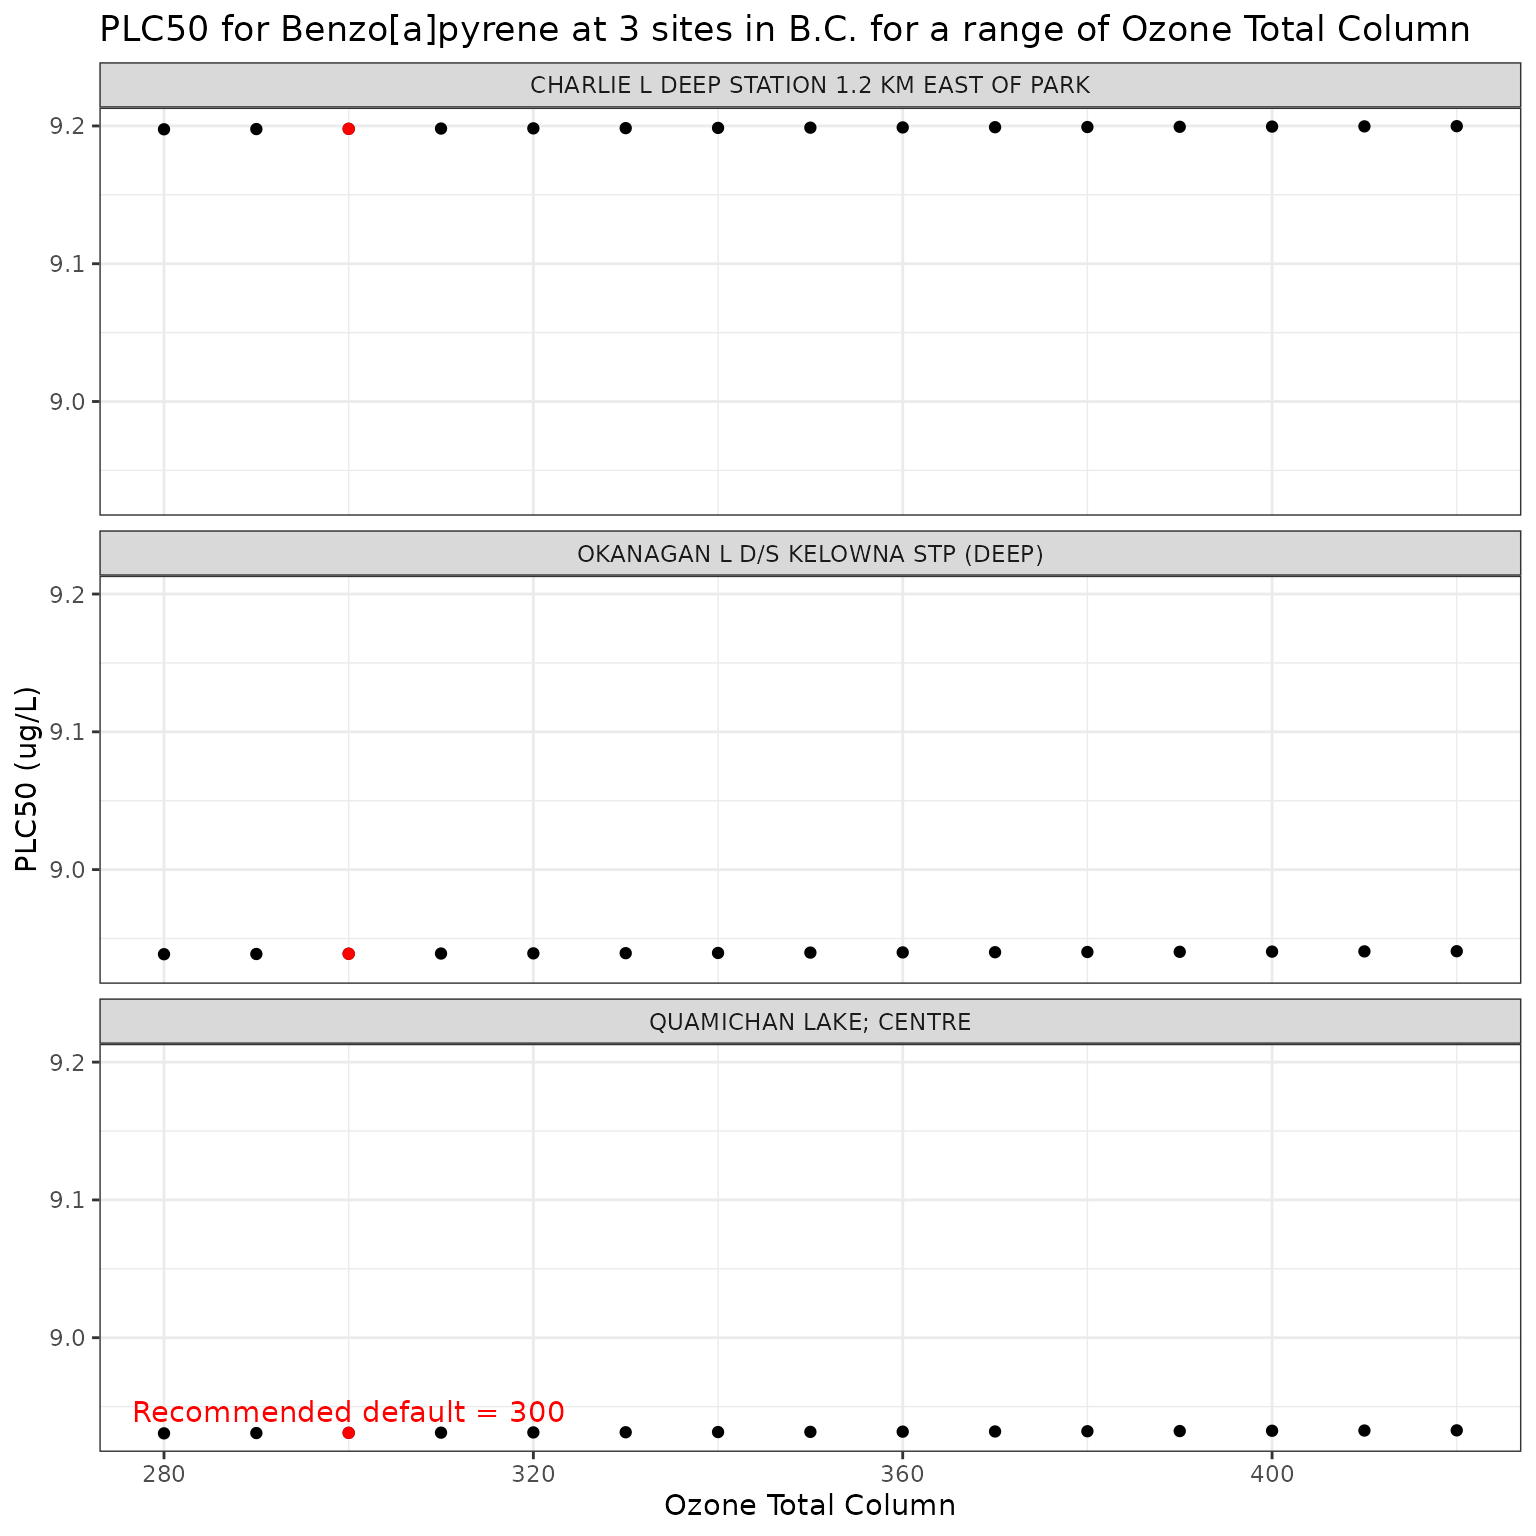 PLC50 for Benzo[a]pyrene at 3 sites in B.C. for a range of Ozone Total Column
CHARLIE L DEEP STATION 1.2 KM EAST OF PARK
9.2
9.1
9.0
OKANAGAN L D/S KELOWNA STP (DEEP)
9.2
9.1
9.0
PLC50 (ug/L)
QUAMICHAN LAKE; CENTRE
9.2
9.1
9.0
Recommended default = 300
280 320 360 400
Ozone Total Column